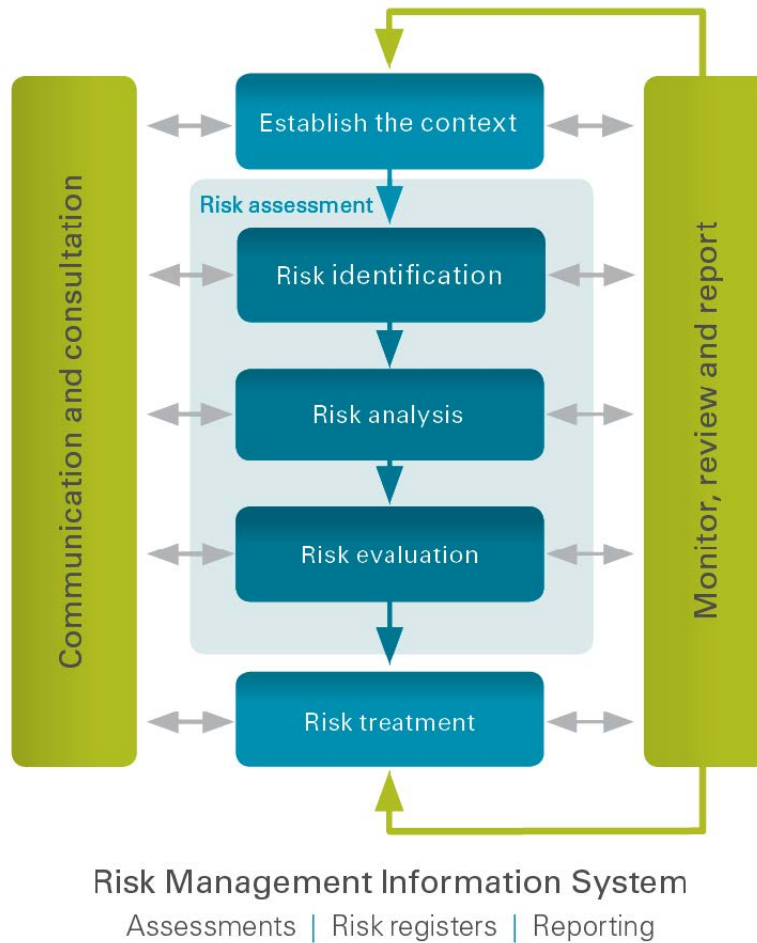 Establish the context
Risk assessment
Risk identification
Risk analysis
Risk evaluation
Risk treatment
Communication and consultation
Monitor, review and report
Risk Management Information System
Assessments | Risk registers | Reporting